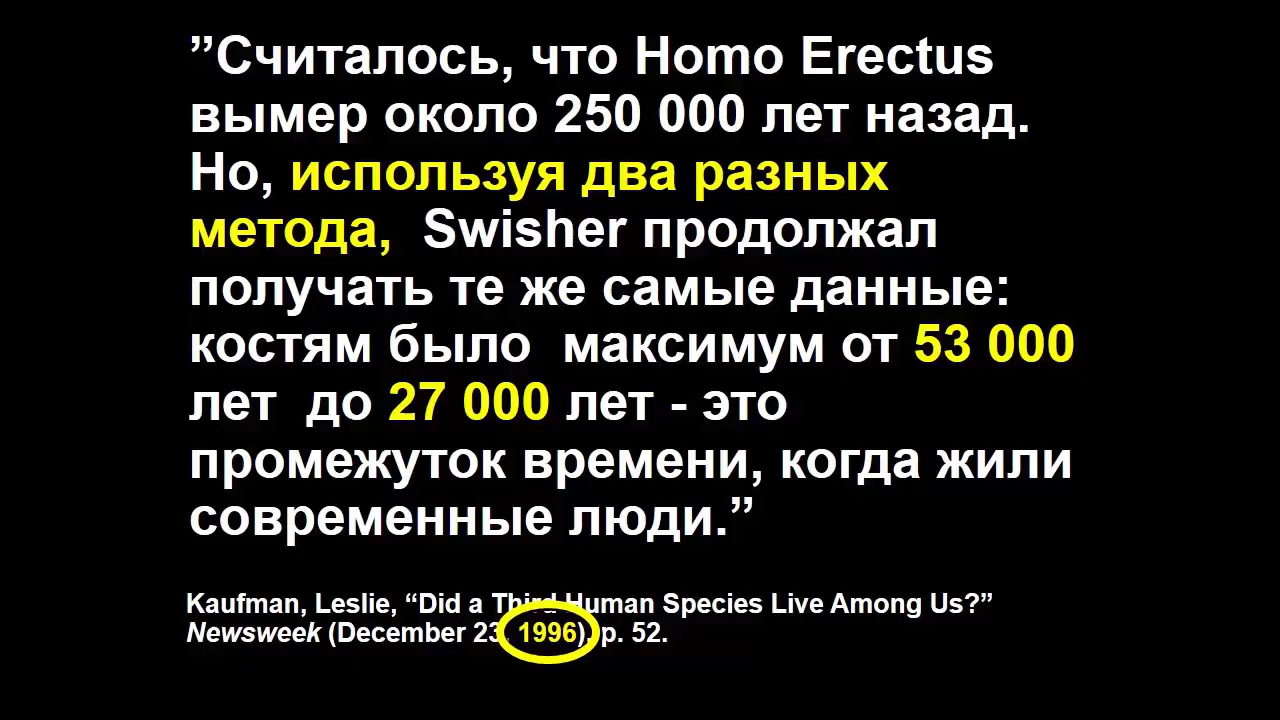 ”Считалось, что Homo Erectus
вымер около 250 000 лет назад.
Но, используя два разных
метода, Swisher продолжал
получать те же самые данные:
костям было максимум от 53 000
лет до 27 000 лет - это
промежуток времени, когда жили
современные люди.”
Kaufman, Leslie, “Did a Third Human Species Live Among Us?”
Newsweek (December 23, 1996), p. 52.